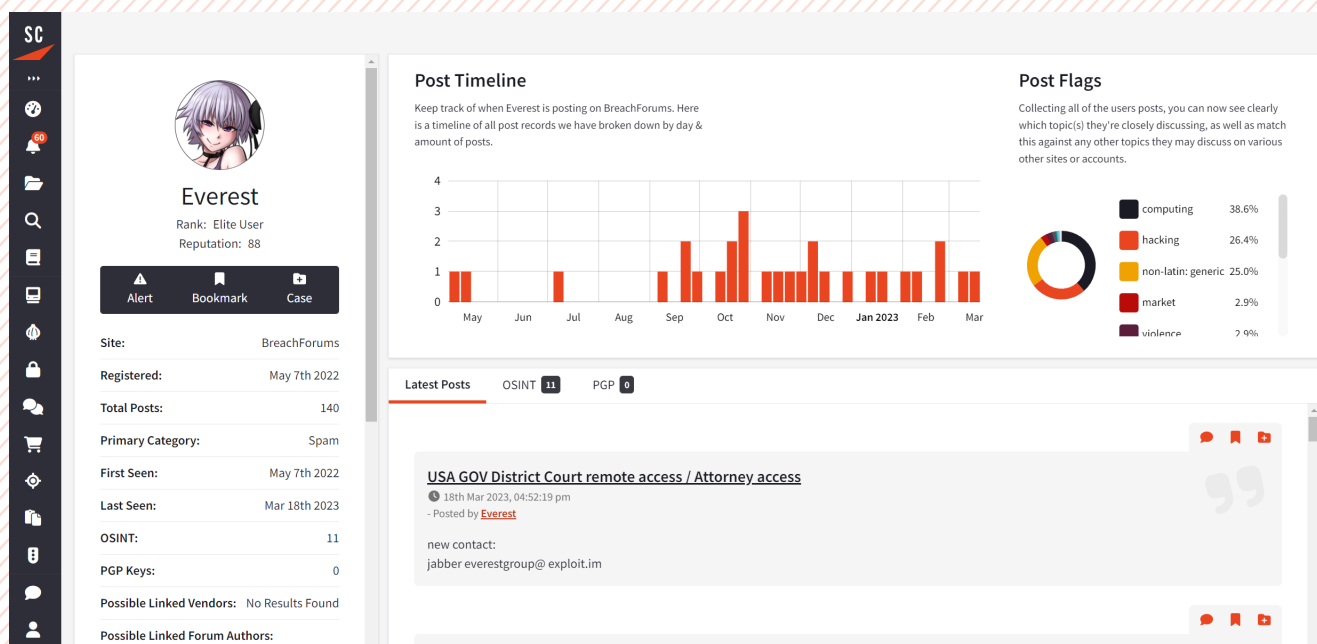 SC
60
Everest
Rank: Elite User
Reputation: 88
Alert Bookmark Case
Site: BreachForums
Registered: May 7th 2022
Total Posts: 140
Primary Category: Spam
First Seen: May 7th 2022
Last Seen: Mar 18th 2023
OSINT: 11
PGP Keys: 0
Possible Linked Vendors: No Results Found
Possible Linked Forum Authors:
Post Timeline
Keep track of when Everest is posting on BreachForums. Here
is a timeline of all post records we have broken down by day &
amount of posts.
4
3
2
1
0
May Jun Jul Aug Sep Oct Nov Dec Jan 2023 Feb Mar
Post Flags
Collecting all of the users posts, you can now see clearly
which topic(s) they're closely discussing, as well as match
this against any other topics they may discuss on various
other sites or accounts.
computing 38.6%
hacking 26.4%
non-latin: generic 25.0%
market 2.9%
violence 2.9%
Latest Posts OSINT 11 PGP 0
USA GOV District Court remote access / Attorney access
18th Mar 2023, 04:52:19 pm
- Posted by Everest
new contact:
jabber everestgroup@ exploit.im